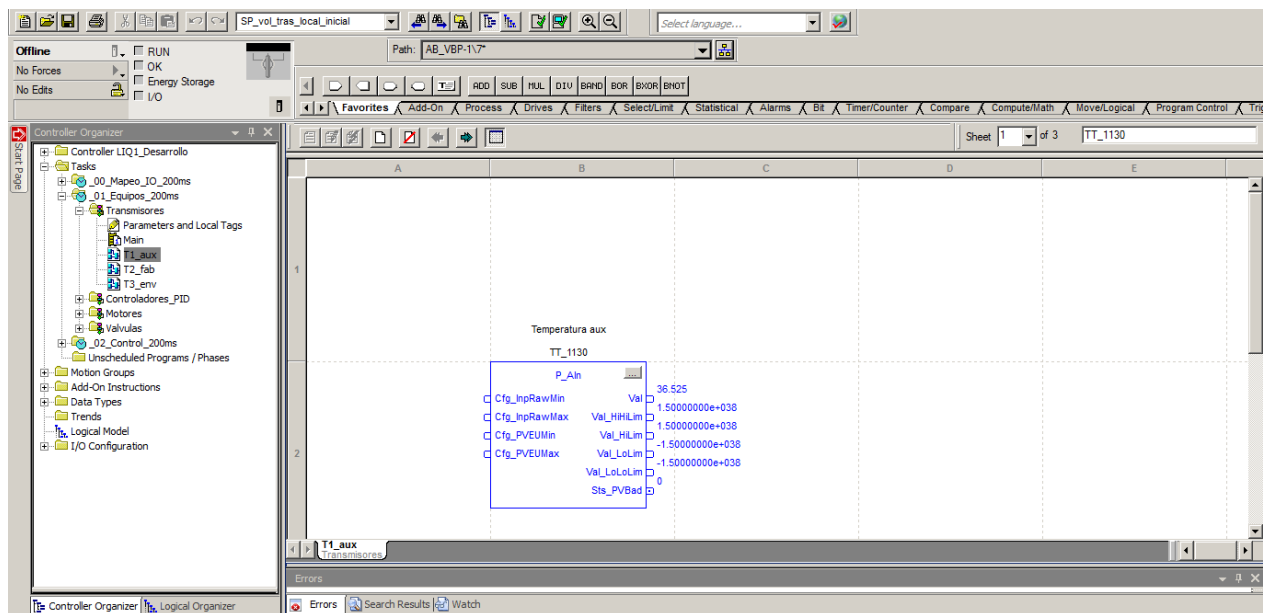 SP_vol_tras_local_inicial
Select language...
Offline
RUN
No Forces
OK
Energy Storage
No Edits
I/O
Path: AB_VBP-1\7*
ADD SUB MUL DIV BAND BOR BXOR BNOT
Favorites Add-On Process Drives Filters Select/Limit Statistical Alarms Bit Timer/Counter Compare Compute/Math Move/Logical Program Control
Start Page
Controller Organizer
Controller LIQ1_Desarrollo
Tasks
_00_Mapeo_IO_200ms
_01_Equipos_200ms
Transmisores
Parameters and Local Tags
Main
T1_aux
T2_fab
T3_env
Controladores_PID
Motores
Valvulas
_02_Control_200ms
Unscheduled Programs / Phases
Motion Groups
Add-On Instructions
Data Types
Trends
Logical Model
I/O Configuration
Controller Organizer Logical Organizer
Sheet 1 of 3 TT_1130
A B C D E
1
2
Temperatura aux
TT_1130
P_AIn ...
36.525
Cfg_InpRawMin Val
1.50000000e+038
Cfg_InpRawMax Val_HiHiLim
1.50000000e+038
Cfg_PVEUMin Val_HiLim
-1.50000000e+038
Cfg_PVEUMax Val_LoLim
-1.50000000e+038
Val_LoLoLim
0
Sts_PVBad
T1_aux
Transmisores
Errors
Errors Search Results Watch